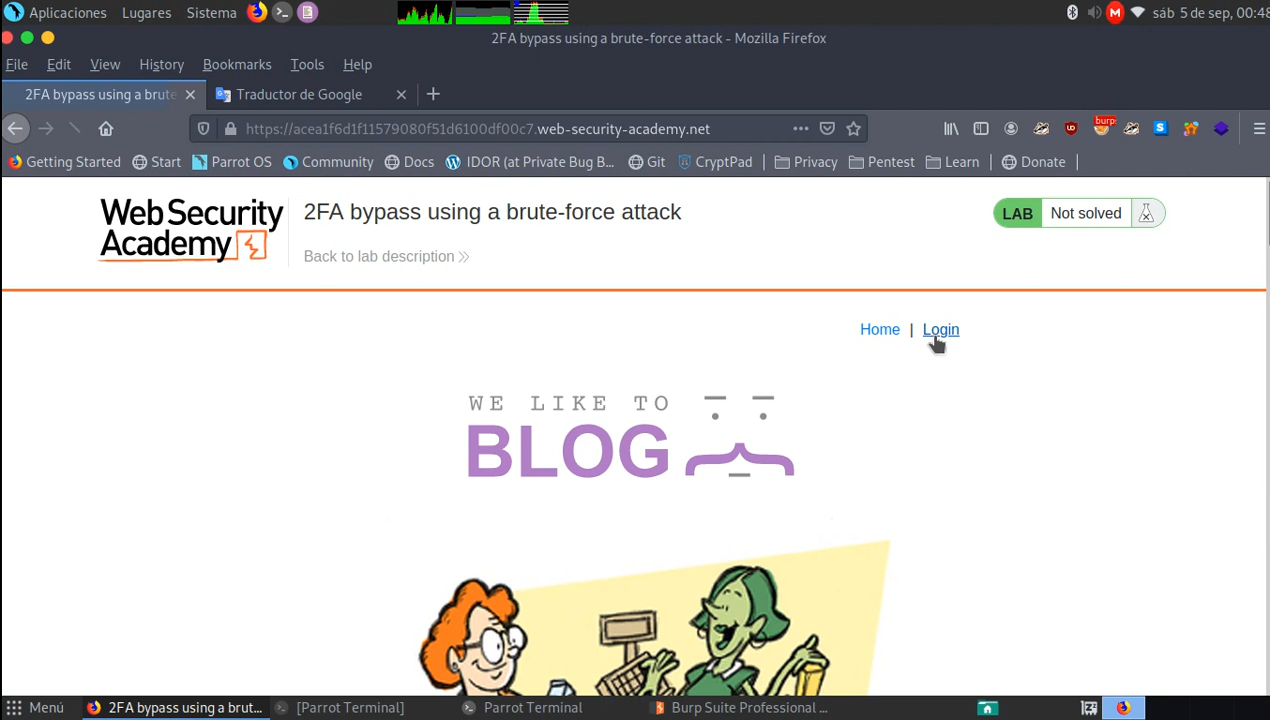 Aplicaciones Lugares Sistema sáb 5 de sep, 00:48
2FA bypass using a brute-force attack - Mozilla Firefox
File Edit View History Bookmarks Tools Help
2FA bypass using a brute Traductor de Google
https://acea1f6d1f11579080f51d6100df00c7.web-security-academy.net
burp:
Getting Started Start Parrot OS Community Docs IDOR (at Private Bug B... Git CryptPad Privacy Pentest Learn Donate
Web Security
Academy
2FA bypass using a brute-force attack
LAB Not solved
Back to lab description
Home | Login
WE LIKE TO
BLOG
Menú 2FA bypass using a brut... [Parrot Terminal] Parrot Terminal Burp Suite Professional ...